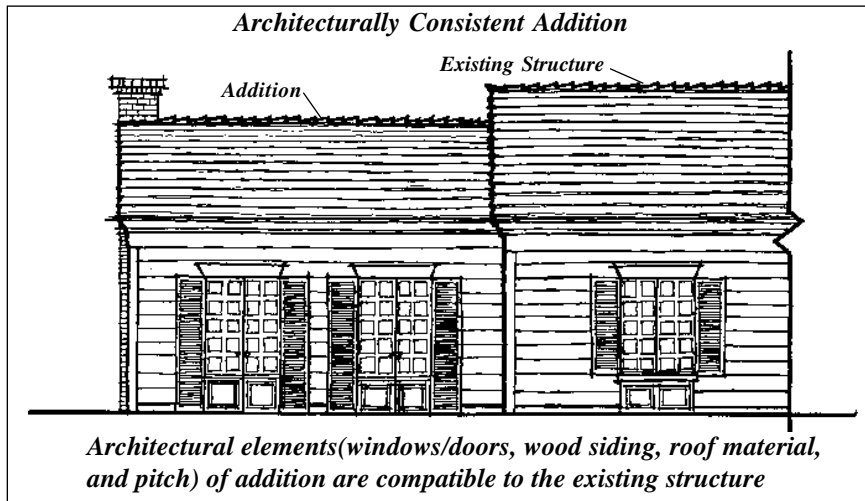 Architecturally Consistent Addition
Existing Structure
Addition
Architectural elements(windows/doors, wood siding, roof material,
and pitch) of addition are compatible to the existing structure